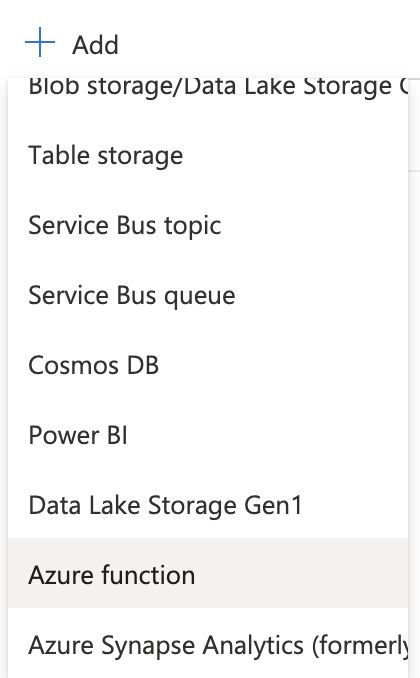 Add
Blob storage/Data Lake Storage
Table storage
Service Bus topic
Service Bus queue
Cosmos DB
Power BI
Data Lake Storage Gen1
Azure function
Azure Synapse Analytics (formerly